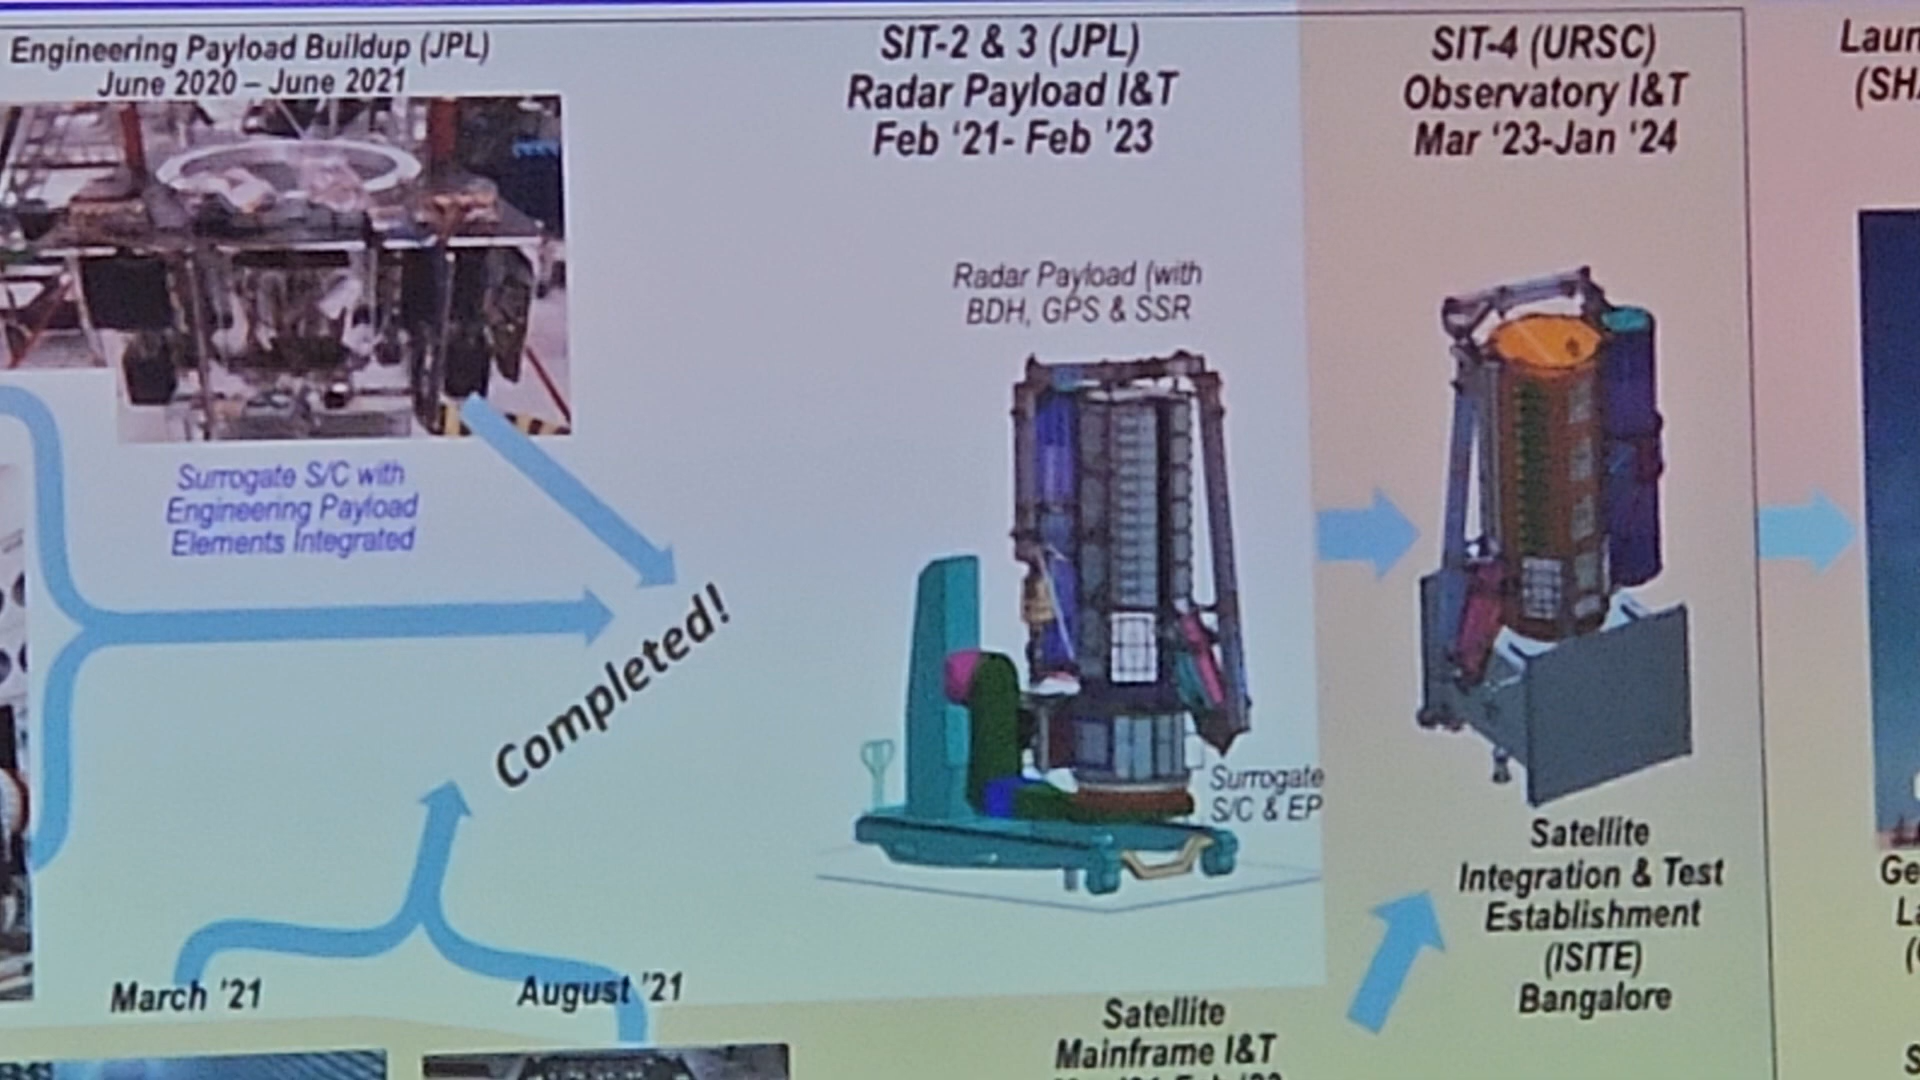 Engineering Payload Buildup (JPL)
June 2020 – June 2021
Surrogate S/C with
Engineering Payload
Elements Integrated
Completed!
March '21
August '21
SIT-2 & 3 (JPL)
Radar Payload I&T
Feb ‘21- Feb ’23
Radar Payload (with
BDH, GPS & SSR
Surrogate
S/C & EP
Satellite
Mainframe I&T
SIT-4 (URSC)
Observatory I&T
Mar ‘23-Jan ‘24
Satellite
Integration & Test
Establishment
(ISITE)
Bangalore